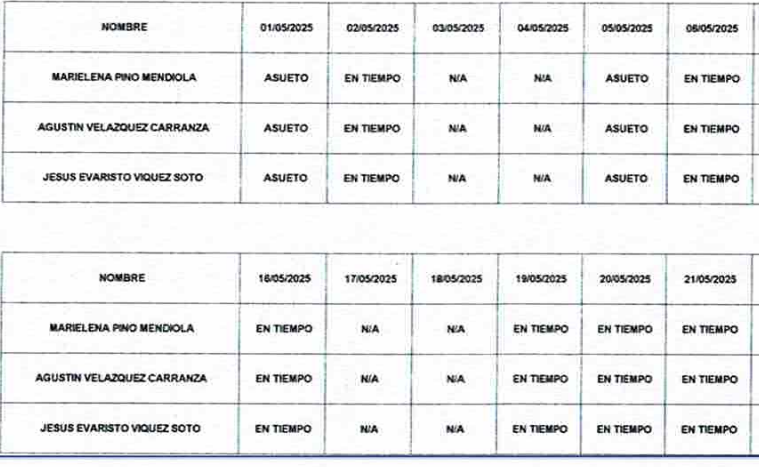 NOMBRE 01/05/2025 02/05/2025 03/05/2025 04/05/2025 05/05/2025 06/05/2025
MARIELENA PINO MENDIOLA ASUETO EN TIEMPO N/A N/A ASUETO EN TIEMPO
AGUSTIN VELAZQUEZ CARRANZA ASUETO EN TIEMPO N/A N/A ASUETO EN TIEMPO
JESUS EVARISTO VIQUEZ SOTO ASUETO EN TIEMPO N/A N/A ASUETO EN TIEMPO
NOMBRE 16/05/2025 17/05/2025 18/05/2025 19/05/2025 20/05/2025 21/05/2025
MARIELENA PINO MENDIOLA EN TIEMPO N/A N/A EN TIEMPO EN TIEMPO EN TIEMPO
AGUSTIN VELAZQUEZ CARRANZA EN TIEMPO N/A N/A EN TIEMPO EN TIEMPO EN TIEMPO
JESUS EVARISTO VIQUEZ SOTO EN TIEMPO N/A N/A EN TIEMPO EN TIEMPO EN TIEMPO